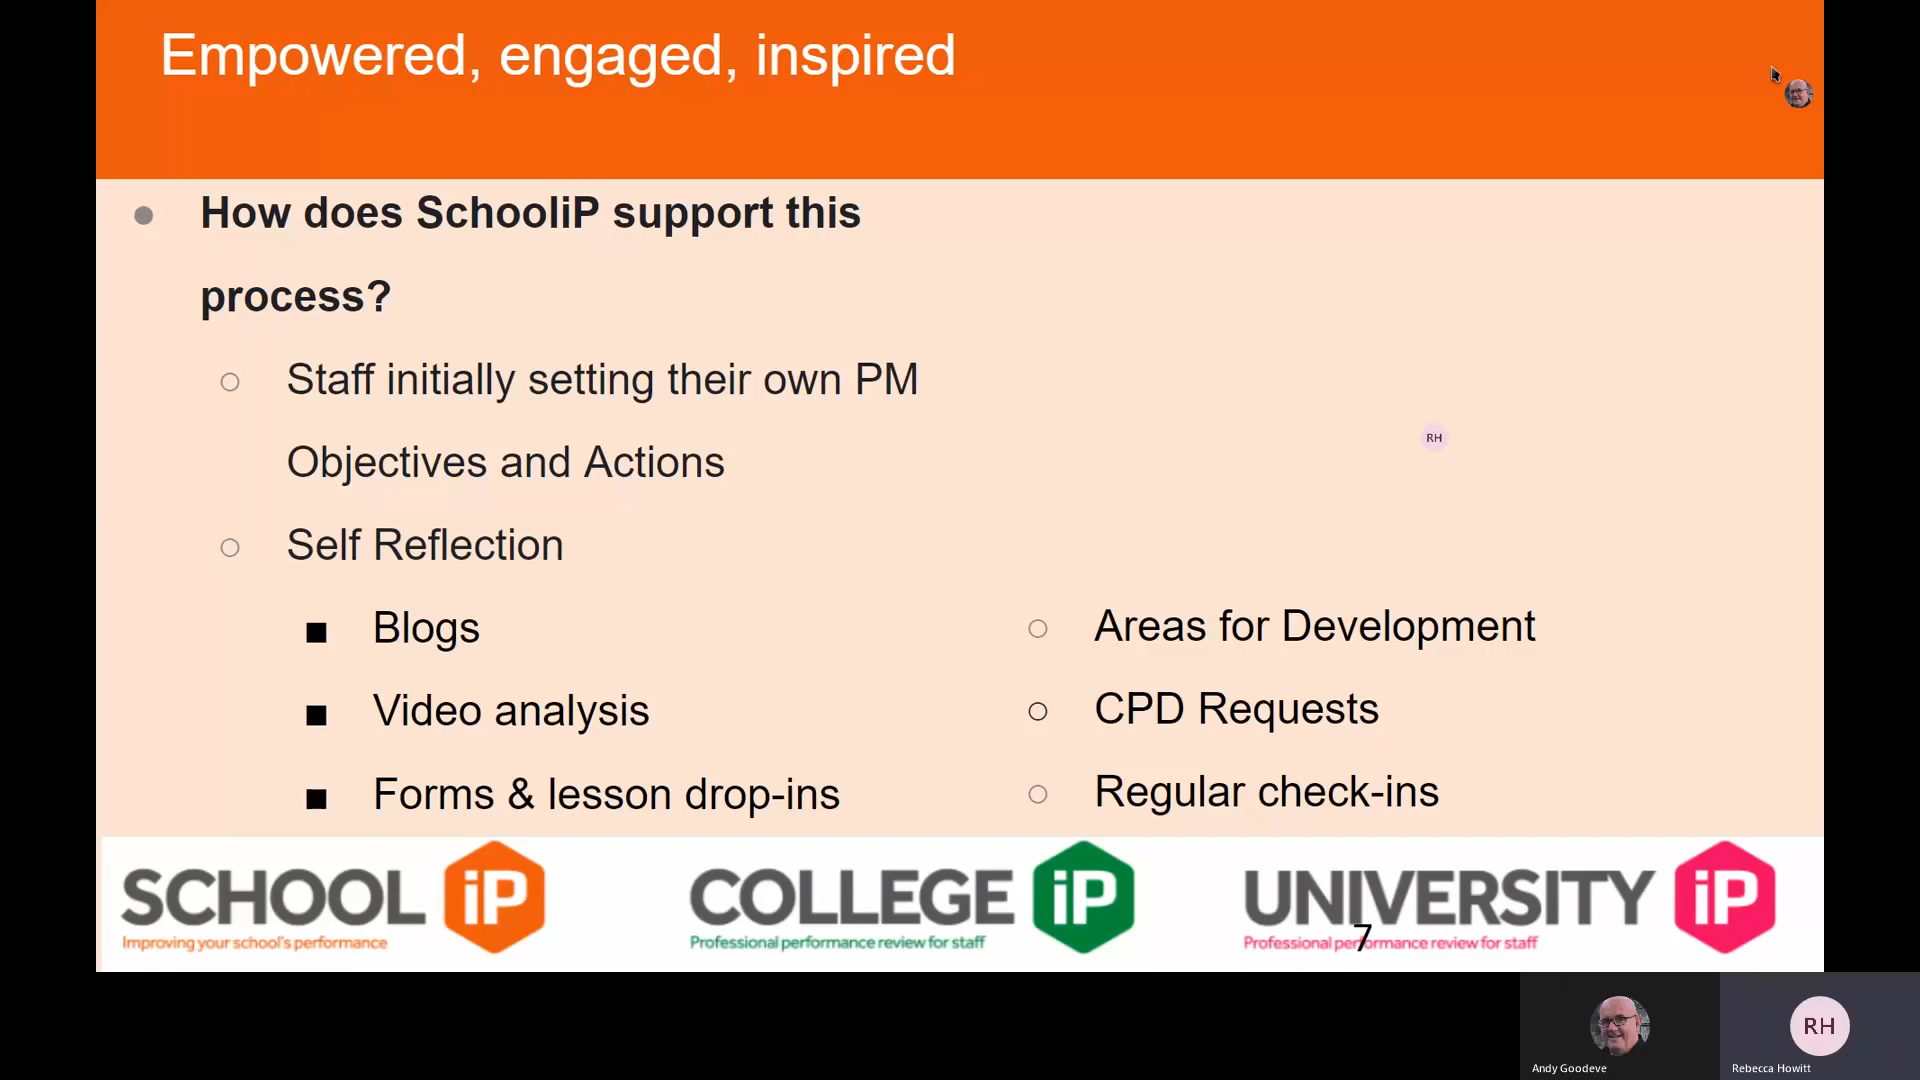 Empowered, engaged, inspired
How does SchooliP support this
process?
Staff initially setting their own PM
Objectives and Actions
Self Reflection
Blogs
Video analysis
Forms & lesson drop-ins
RH
Areas for Development
CPD Requests
Regular check-ins
SCHOOL iP
Improving your school's performance
COLLEGE iP
Professional performance review for staff
UNIVERSITY iP
Professional performance review for staff
7
Andy Goodeve
RH
Rebecca Howitt